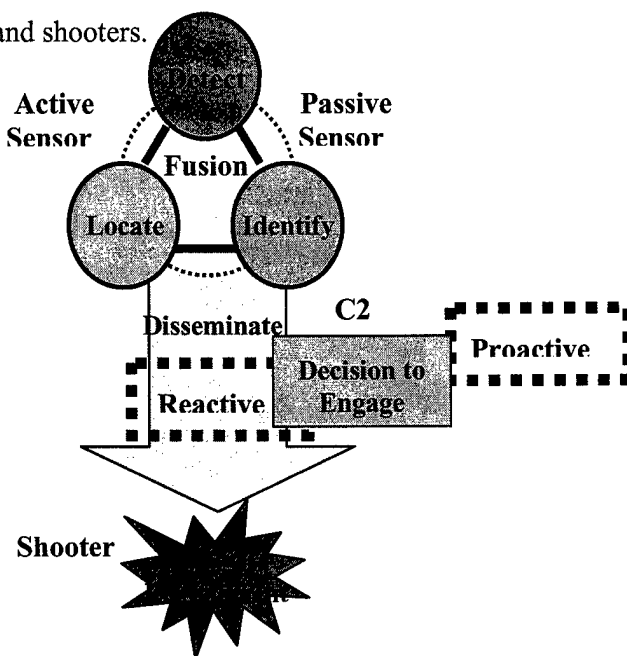 and shooters.
Detect
Active
Sensor
Passive
Sensor
Fusion
Locate
Identify
Disseminate
C2
Proactive
Decision to
Engage
Reactive
Shooter